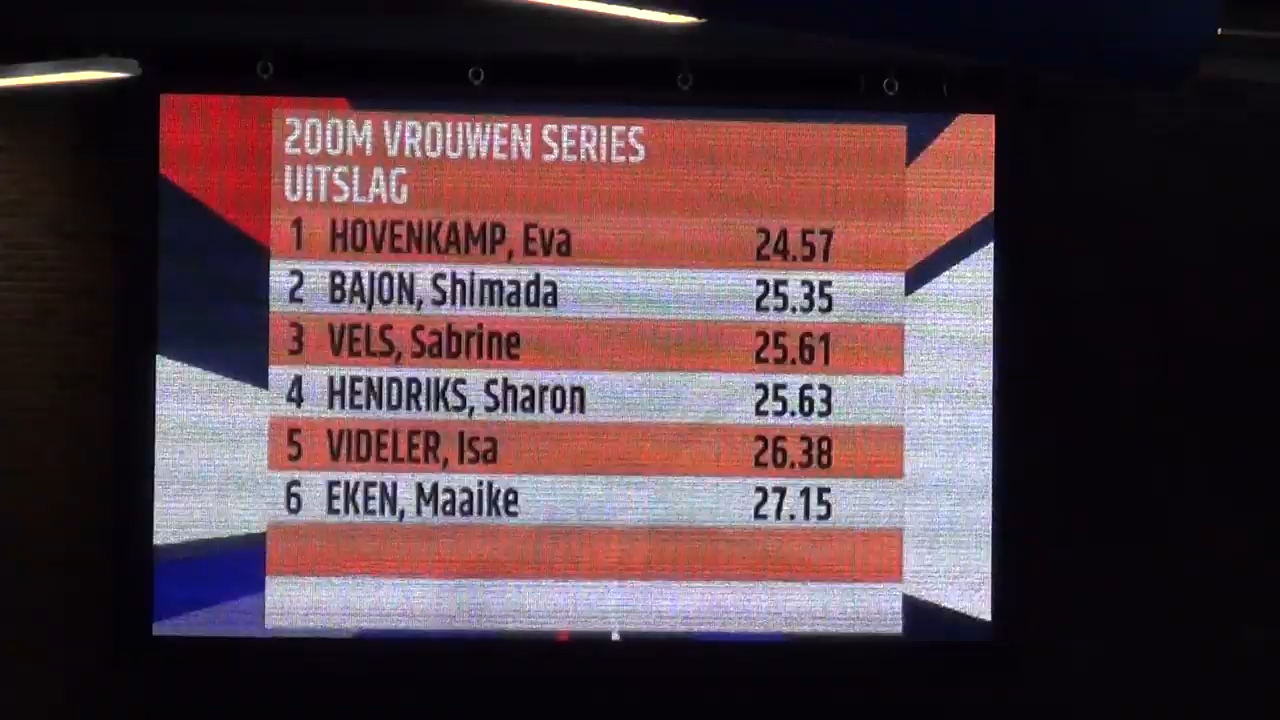 200M VROUWEN SERIES
UITSLAG
1 HOVENKAMP, Eva 24.57
2 BAJON, Shimada 25.35
3 VELS, Sabrine 25.61
4 HENDRIKS, Sharon 25.63
5 VIDELER, Isa 26.38
6 EKEN, Maaike 27.15